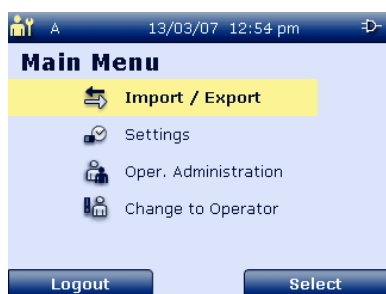 A 13/03/07 12:54 pm
Main Menu
Import / Export
Settings
Oper. Administration
Change to Operator
Logout Select